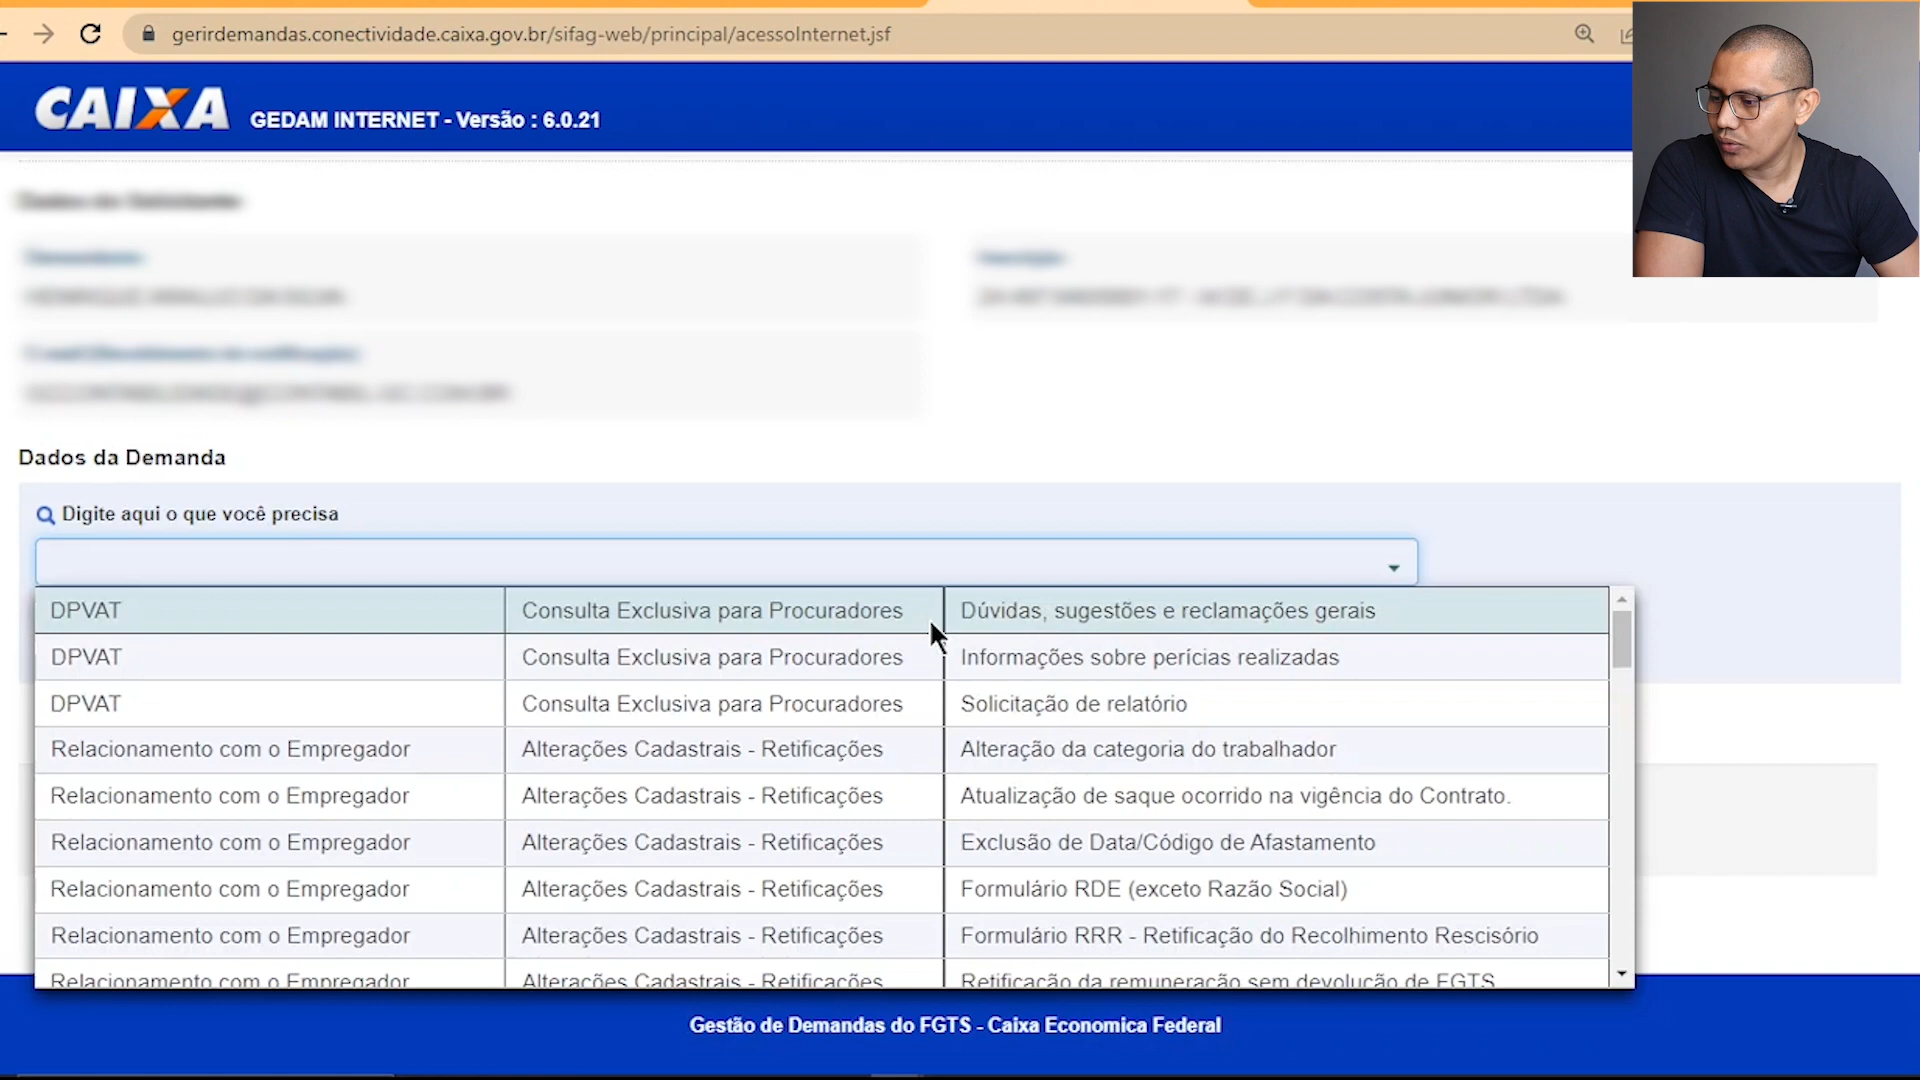 gerirdemandas.conectividade.caixa.gov.br/sifag-web/principal/acessoInternet.jsf
CAIXA GEDAM INTERNET - Versão : 6.0.21
Dados da Demanda
Digite aqui o que você precisa
DPVAT Consulta Exclusiva para Procuradores Dúvidas, sugestões e reclamações gerais
DPVAT Consulta Exclusiva para Procuradores Informações sobre perícias realizadas
DPVAT Consulta Exclusiva para Procuradores Solicitação de relatório
Relacionamento com o Empregador Alterações Cadastrais - Retificações Alteração da categoria do trabalhador
Relacionamento com o Empregador Alterações Cadastrais - Retificações Atualização de saque ocorrido na vigência do Contrato.
Relacionamento com o Empregador Alterações Cadastrais - Retificações Exclusão de Data/Código de Afastamento
Relacionamento com o Empregador Alterações Cadastrais - Retificações Formulário RDE (exceto Razão Social)
Relacionamento com o Empregador Alterações Cadastrais - Retificações Formulário RRR - Retificação do Recolhimento Rescisório
Relacionamento com o Empregador Alterações Cadastrais - Retificações Retificação da remuneração sem devolução de FGTS
Gestão de Demandas do FGTS - Caixa Economica Federal